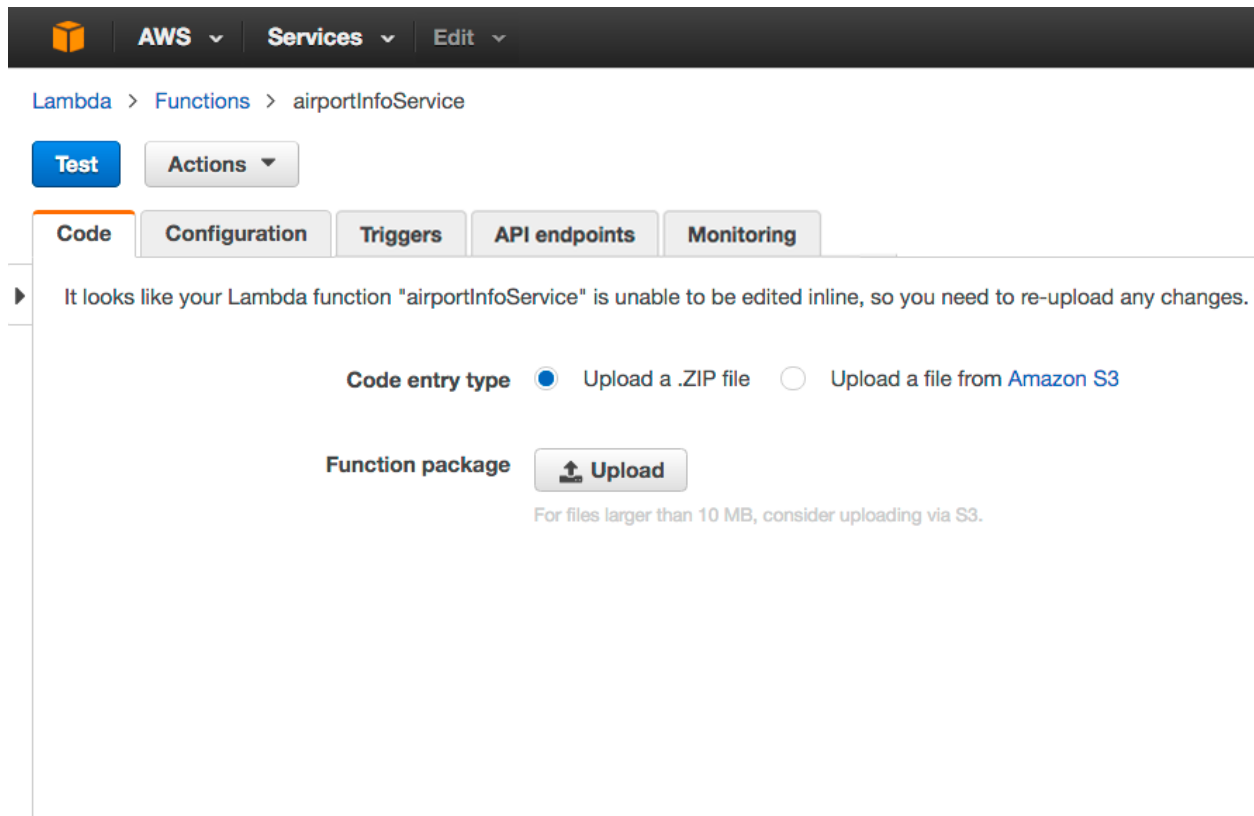 AWS Services Edit
Lambda > Functions > airportInfoService
Test Actions
Code Configuration Triggers API endpoints Monitoring
It looks like your Lambda function "airportInfoService" is unable to be edited inline, so you need to re-upload any changes.
Code entry type Upload a .ZIP file Upload a file from Amazon S3
Function package Upload
For files larger than 10 MB, consider uploading via S3.